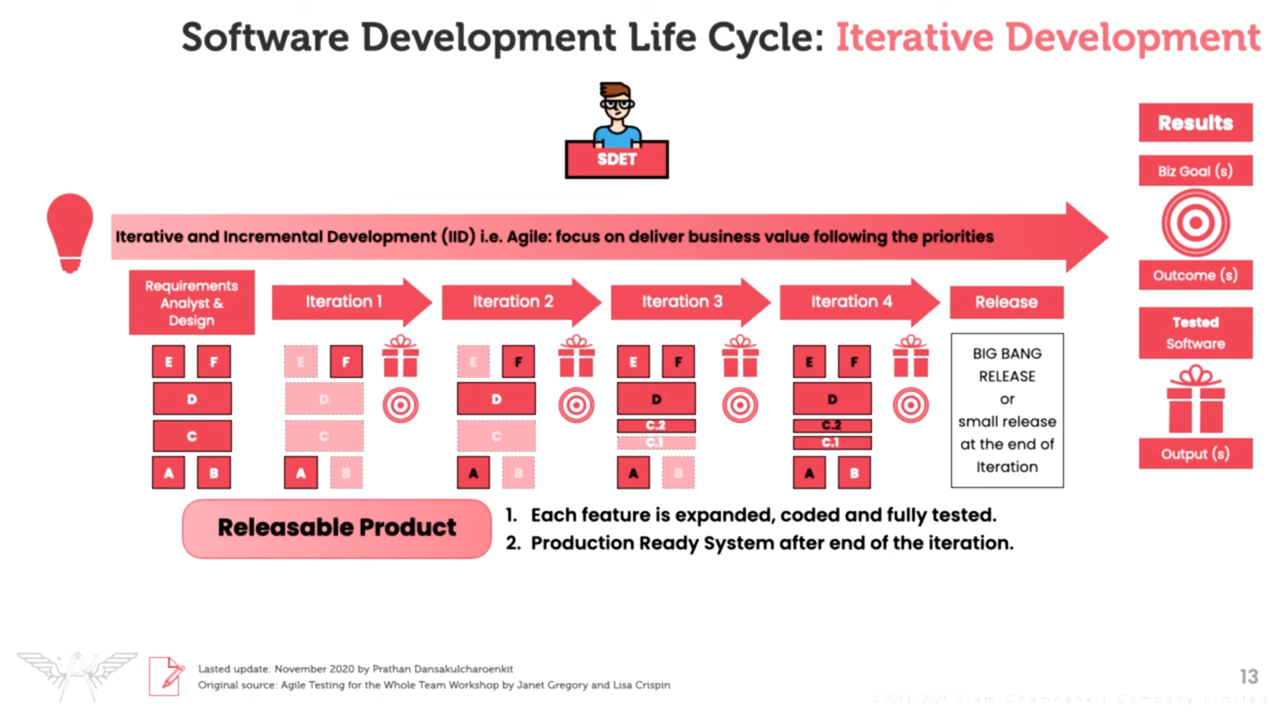 Software Development Life Cycle: Iterative Development
SDET
Results
Biz Goal (s)
Outcome (s)
Tested
Software
Output (s)
Iterative and Incremental Development (IID) i.e. Agile: focus on deliver business value following the priorities
Requirements
Analyst &
Design
Iteration 1
Iteration 2
Iteration 3
Iteration 4
Release
E F
D
C
A B
E F
D
C
A B
E F
D
C
A B
E F
D
C.2
C.1
A B
E F
D
C.2
C.1
A B
BIG BANG
RELEASE
or
small release
at the end of
Iteration
Releasable Product
1. Each feature is expanded, coded and fully tested.
2. Production Ready System after end of the iteration.
Lasted update: November 2020 by Prathan Dansakulcharoenkit
Original source: Agile Testing for the Whole Team Workshop by Janet Gregory and Lisa Crispin
13
© 2013, 2021 Siam Chamnankit Company Limited